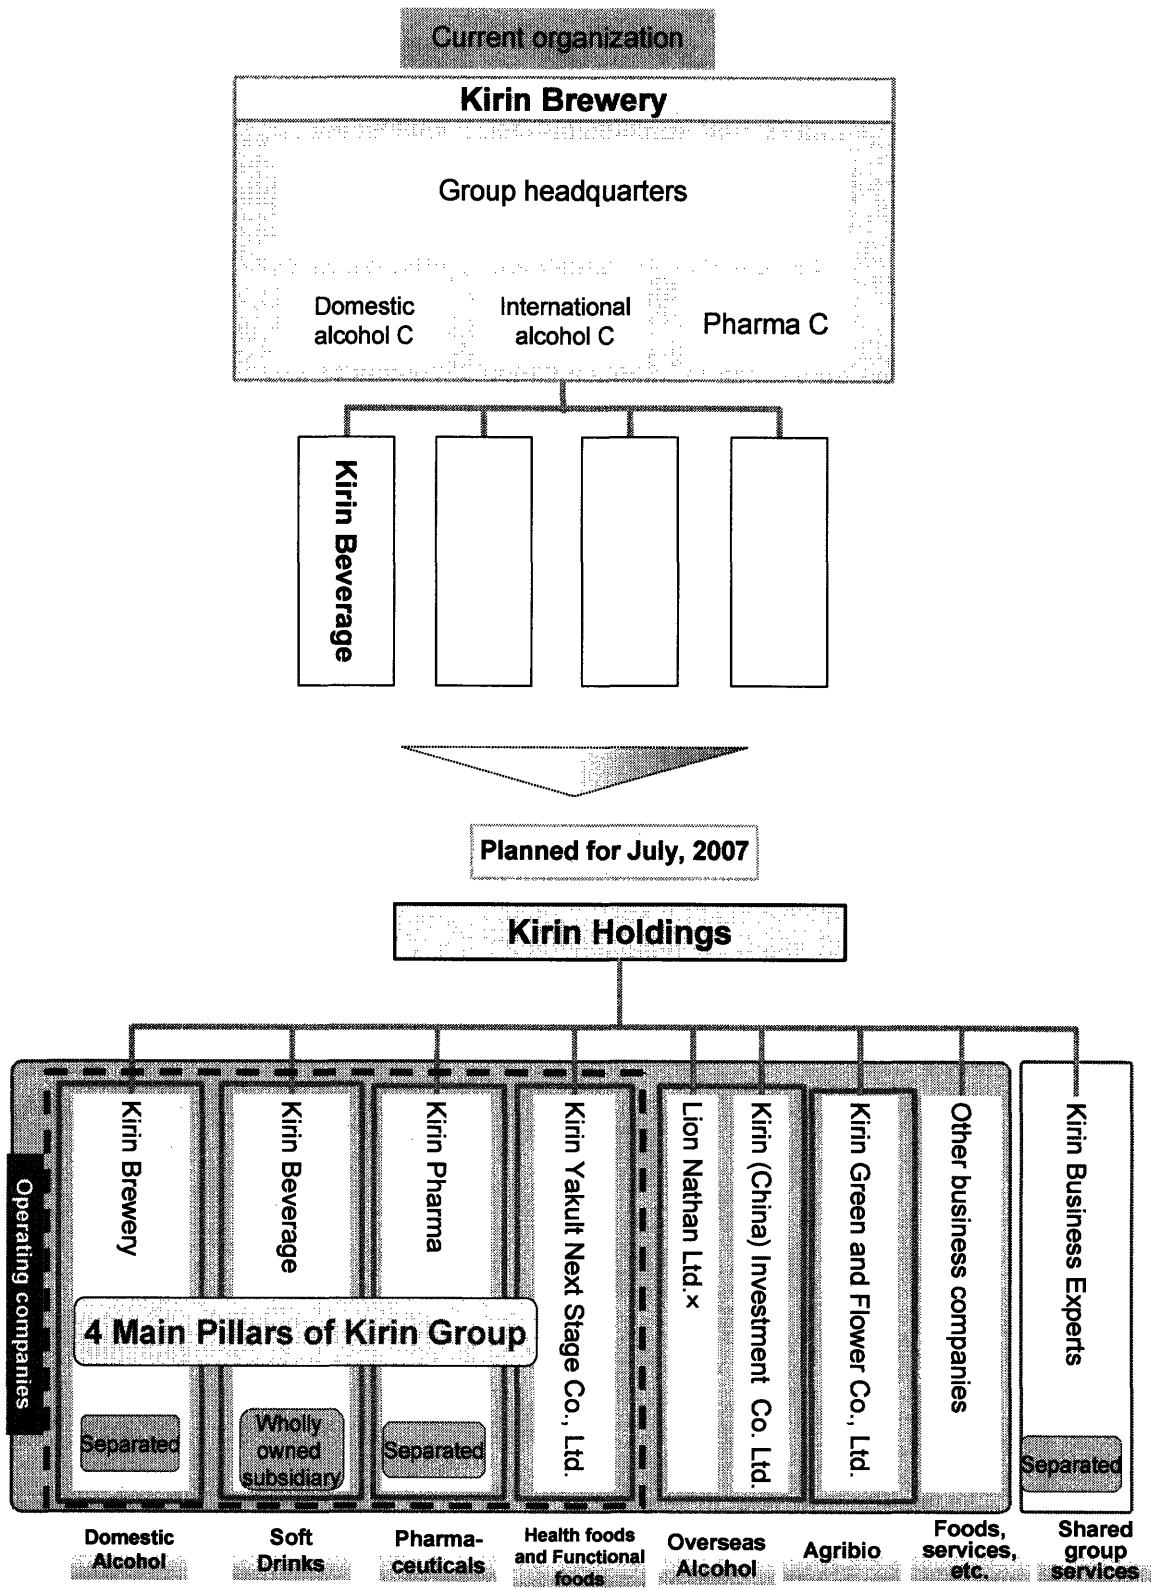 Current organization
Kirin Brewery
Group headquarters
Domestic
alcohol C
International
alcohol C
Pharma C
Kirin Beverage
Planned for July, 2007
Kirin Holdings
Operating companies
Kirin Brewery
Kirin Beverage
Kirin Pharma
Kirin Yakult Next Stage Co., Ltd.
Lion Nathan Ltd.×
Kirin (China) Investment Co. Ltd.
Kirin Green and Flower Co., Ltd.
Other business companies
Kirin Business Experts
4 Main Pillars of Kirin Group
Separated
Wholly
owned
subsidiary
Separated
Separated
Domestic
Alcohol
Soft
Drinks
Pharma-
ceuticals
Health foods
and Functional
foods
Overseas
Alcohol
Agribio
Foods,
services,
etc.
Shared
group
services